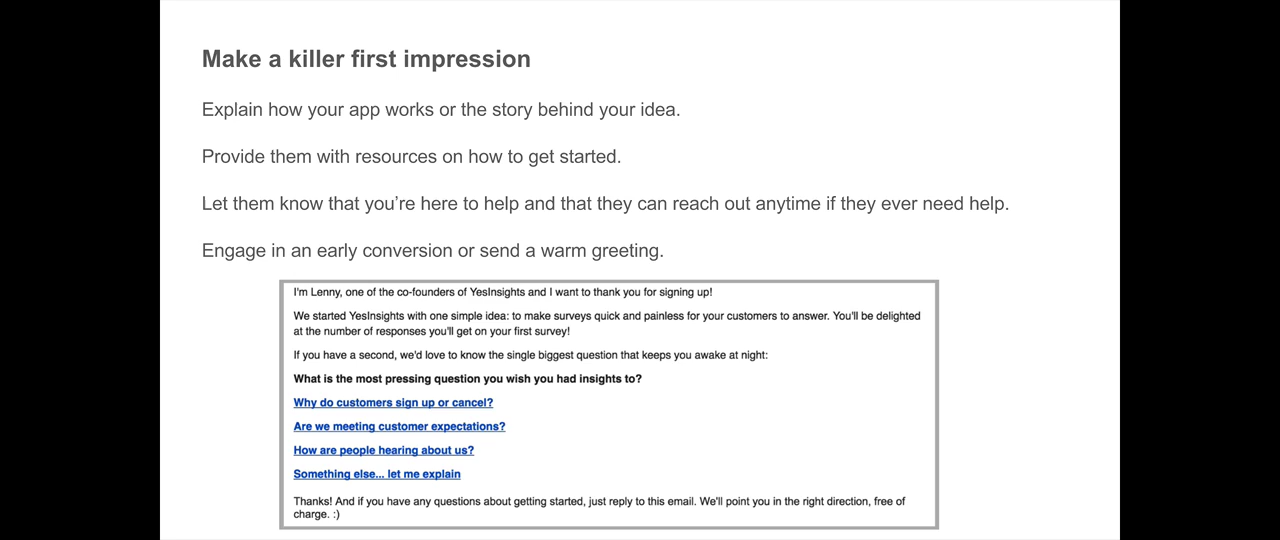 Make a killer first impression
Explain how your app works or the story behind your idea.
Provide them with resources on how to get started.
Let them know that you’re here to help and that they can reach out anytime if they ever need help.
Engage in an early conversion or send a warm greeting.
I'm Lenny, one of the co-founders of YesInsights and I want to thank you for signing up!
We started YesInsights with one simple idea: to make surveys quick and painless for your customers to answer. You'll be delighted
at the number of responses you'll get on your first survey!
If you have a second, we'd love to know the single biggest question that keeps you awake at night:
What is the most pressing question you wish you had insights to?
Why do customers sign up or cancel?
Are we meeting customer expectations?
How are people hearing about us?
Something else... let me explain
Thanks! And if you have any questions about getting started, just reply to this email. We'll point you in the right direction, free of
charge. :)